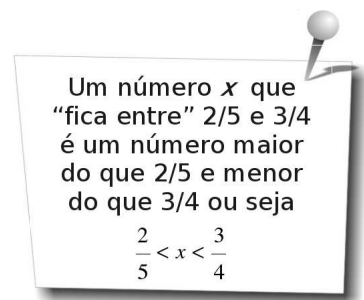 Um número x que
“fica entre” 2/5 e 3/4
é um número maior
do que 2/5 e menor
do que 3/4 ou seja
2/5 < x < 3/4